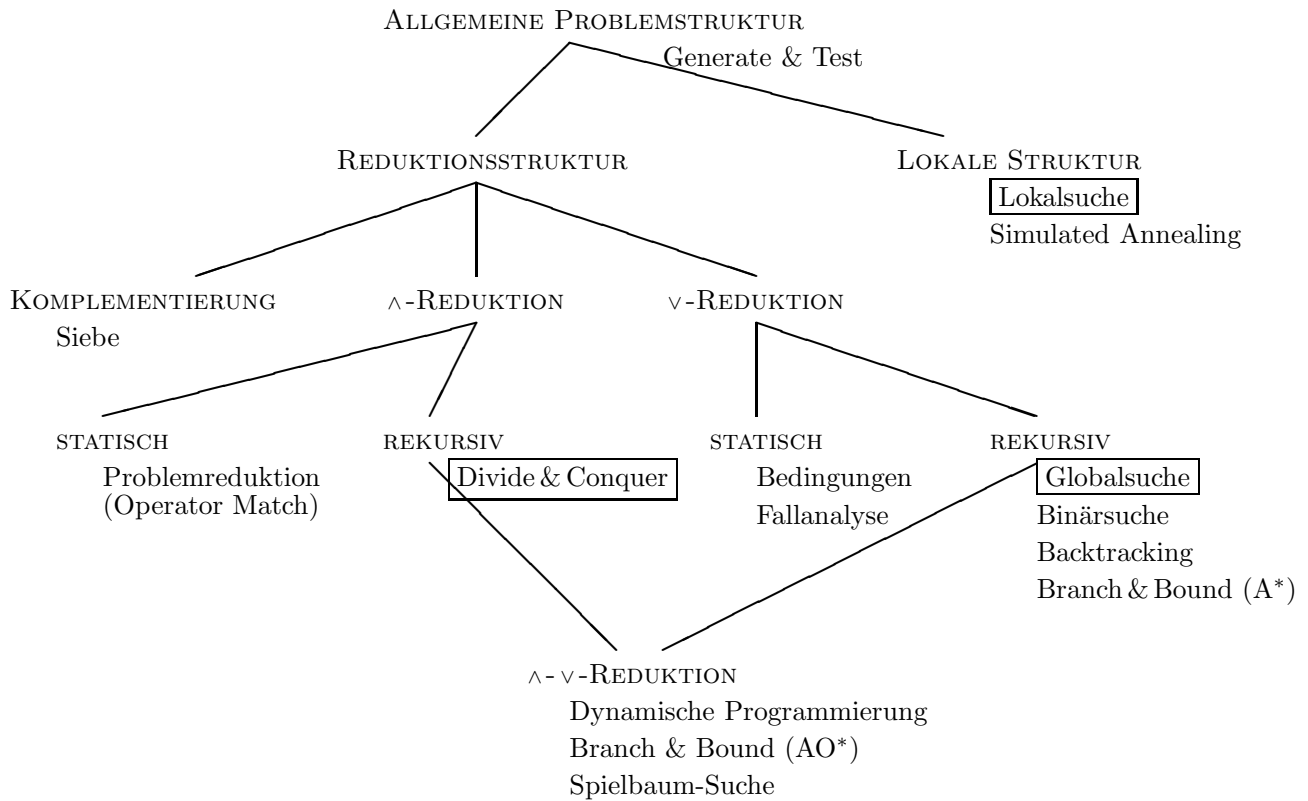 ALLGEMEINE PROBLEMSTRUKTUR
Generate & Test
REDUKTIONSSTRUKTUR
LOKALE STRUKTUR
Lokalsuche
Simulated Annealing
KOMPLEMENTIERUNG
Siebe
∧-REDUKTION
∨-REDUKTION
STATISCH
Problemreduktion
(Operator Match)
REKURSIV
Divide & Conquer
STATISCH
Bedingungen
Fallanalyse
REKURSIV
Globalsuche
Binärsuche
Backtracking
Branch & Bound (A*)
∧-∨-REDUKTION
Dynamische Programmierung
Branch & Bound (AO*)
Spielbaum-Suche